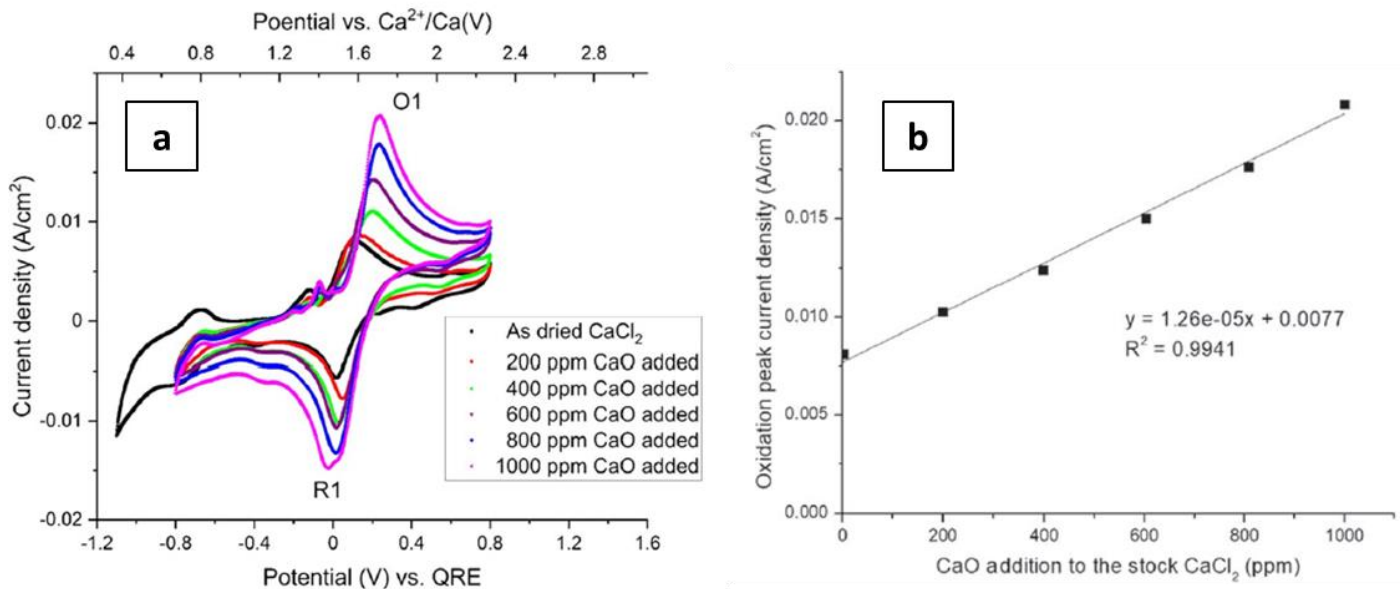 Poential vs. Ca²⁺/Ca(V)
0.4 0.8 1.2 1.6 2 2.4 2.8
a
O1
0.02
0.01
0
-0.01
-0.02
Current density (A/cm²)
As dried CaCl₂
200 ppm CaO added
400 ppm CaO added
600 ppm CaO added
800 ppm CaO added
1000 ppm CaO added
R1
-1.2 -0.8 -0.4 0 0.4 0.8 1.2 1.6
Potential (V) vs. QRE
b
0.020
0.015
0.010
0.005
0.000
Oxidation peak current density (A/cm²)
y = 1.26e-05x + 0.0077
R² = 0.9941
0 200 400 600 800 1000
CaO addition to the stock CaCl₂ (ppm)